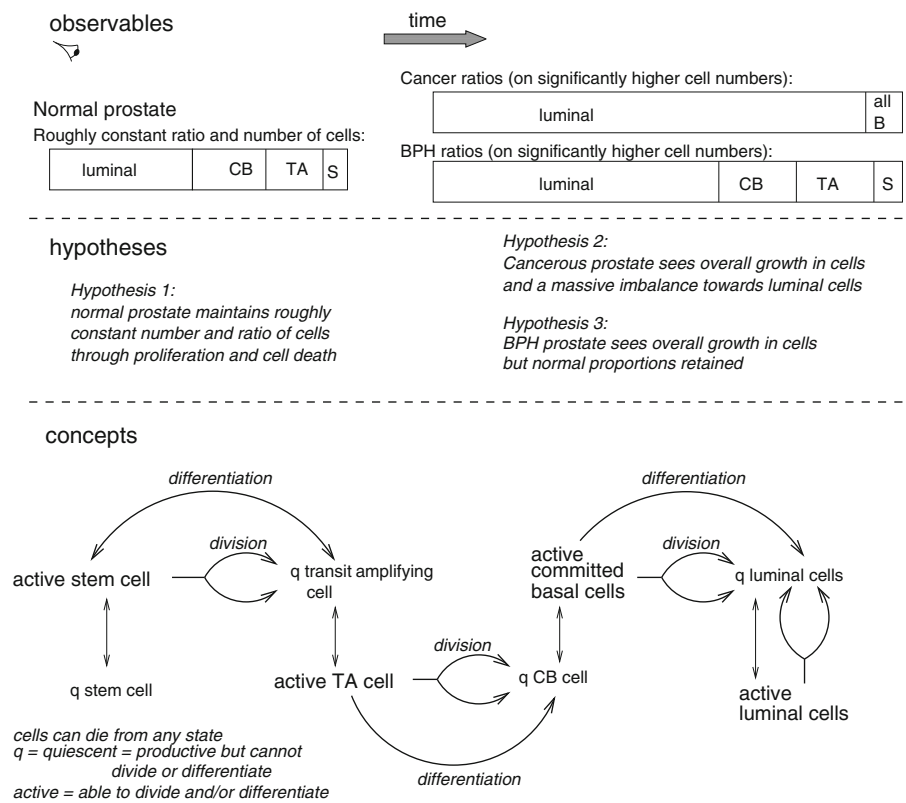 observables
time
Normal prostate
Roughly constant ratio and number of cells:
luminal
CB
TA
S
Cancer ratios (on significantly higher cell numbers):
luminal
all
B
BPH ratios (on significantly higher cell numbers):
luminal
CB
TA
S
hypotheses
Hypothesis 1:
normal prostate maintains roughly
constant number and ratio of cells
through proliferation and cell death
Hypothesis 2:
Cancerous prostate sees overall growth in cells
and a massive imbalance towards luminal cells
Hypothesis 3:
BPH prostate sees overall growth in cells
but normal proportions retained
concepts
differentiation
differentiation
division
active stem cell
q transit amplifying
cell
active
committed
basal cells
division
q luminal cells
q stem cell
active TA cell
division
q CB cell
active
luminal cells
differentiation
cells can die from any state
q = quiescent = productive but cannot
divide or differentiate
active = able to divide and/or differentiate